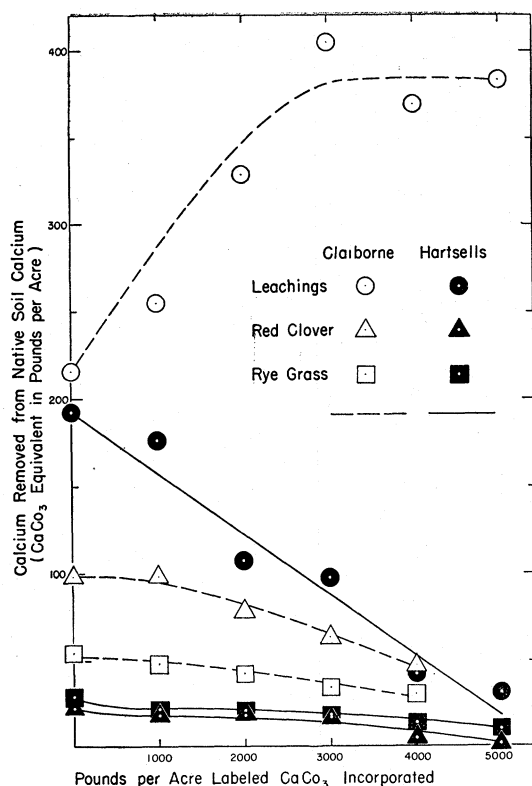 400
300
200
100
Calcium Removed from Native Soil Calcium
(CaCo₃ Equivalent in Pounds per Acre)
Claiborne Hartsells
Leachings
Red Clover
Rye Grass
1000 2000 3000 4000 5000
Pounds per Acre Labeled CaCo₃ Incorporated